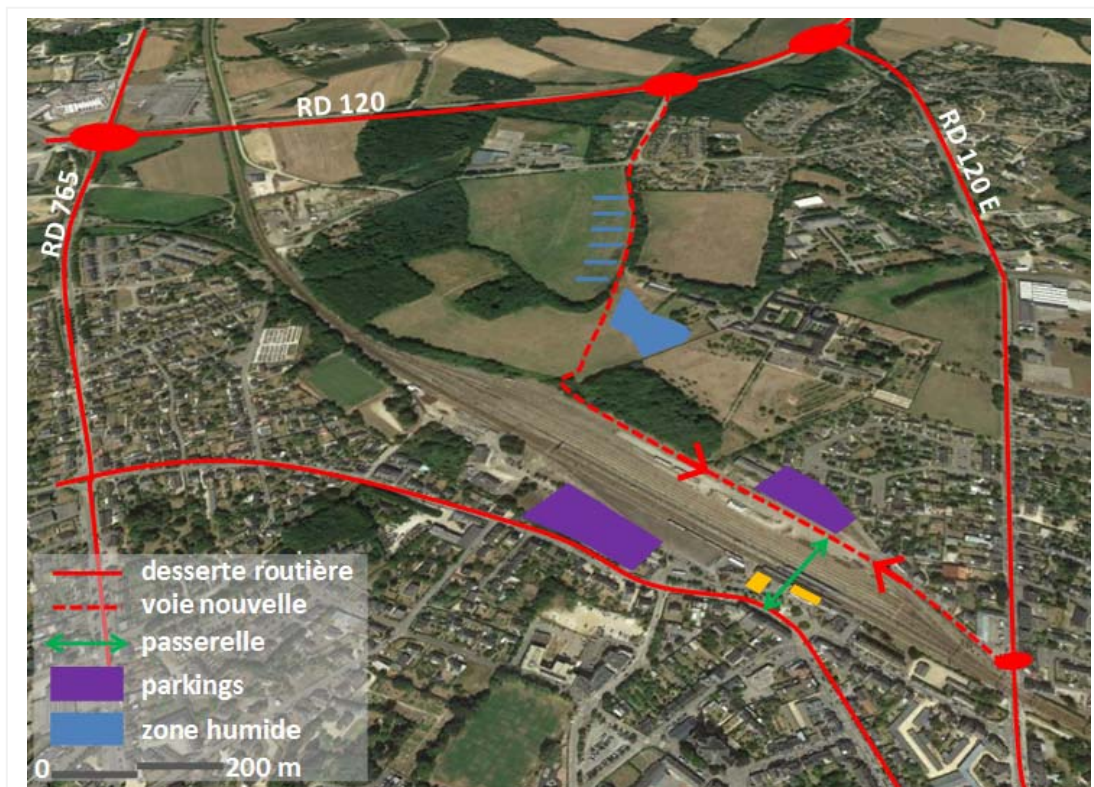 RD 120
RD 765
RD 120 E
desserte routière
voie nouvelle
passerelle
parkings
zone humide
0 200 m